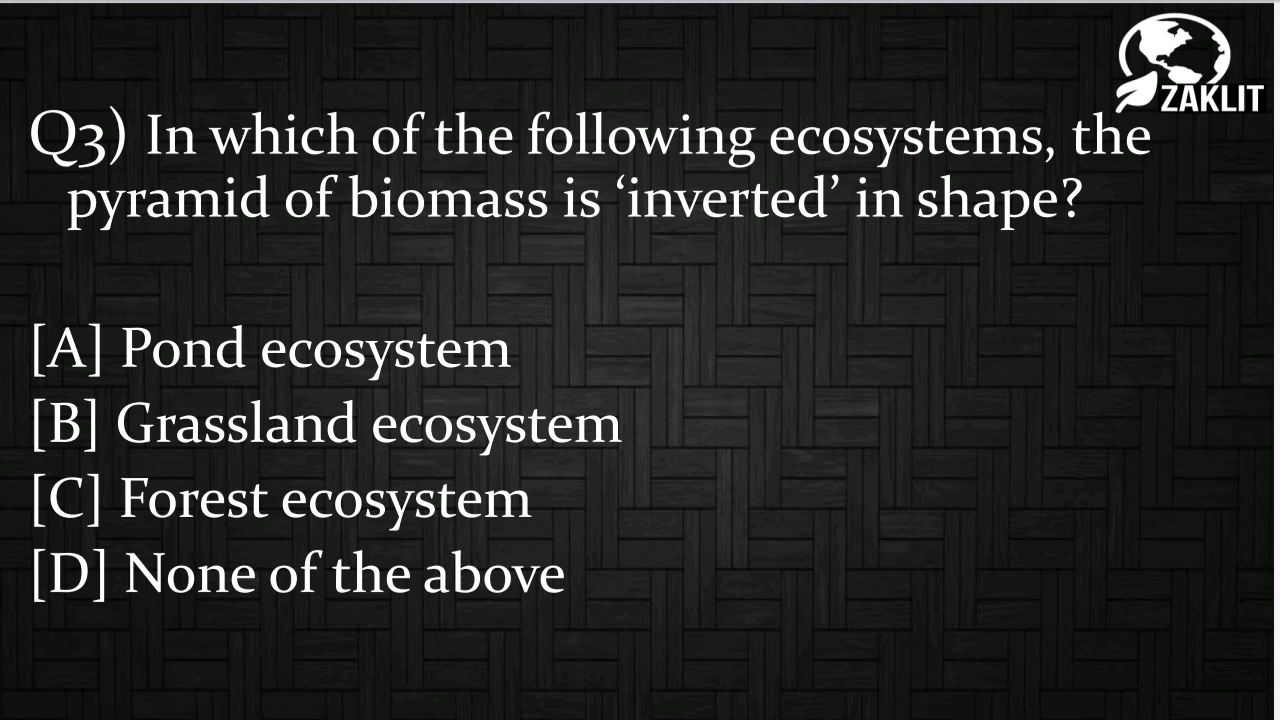 ZAKLIT
Q3) In which of the following ecosystems, the
pyramid of biomass is ‘inverted’ in shape?
[A] Pond ecosystem
[B] Grassland ecosystem
[C] Forest ecosystem
[D] None of the above